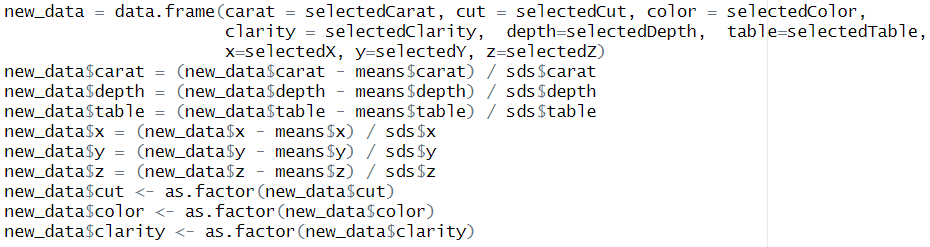 new_data = data.frame(carat = selectedCarat, cut = selectedCut, color = selectedColor,
                      clarity = selectedClarity,  depth=selectedDepth,  table=selectedTable,
                      x=selectedX, y=selectedY, z=selectedZ)
new_data$carat = (new_data$carat - means$carat) / sds$carat
new_data$depth = (new_data$depth - means$depth) / sds$depth
new_data$table = (new_data$table - means$table) / sds$table
new_data$x = (new_data$x - means$x) / sds$x
new_data$y = (new_data$y - means$y) / sds$y
new_data$z = (new_data$z - means$z) / sds$z
new_data$cut <- as.factor(new_data$cut)
new_data$color <- as.factor(new_data$color)
new_data$clarity <- as.factor(new_data$clarity)